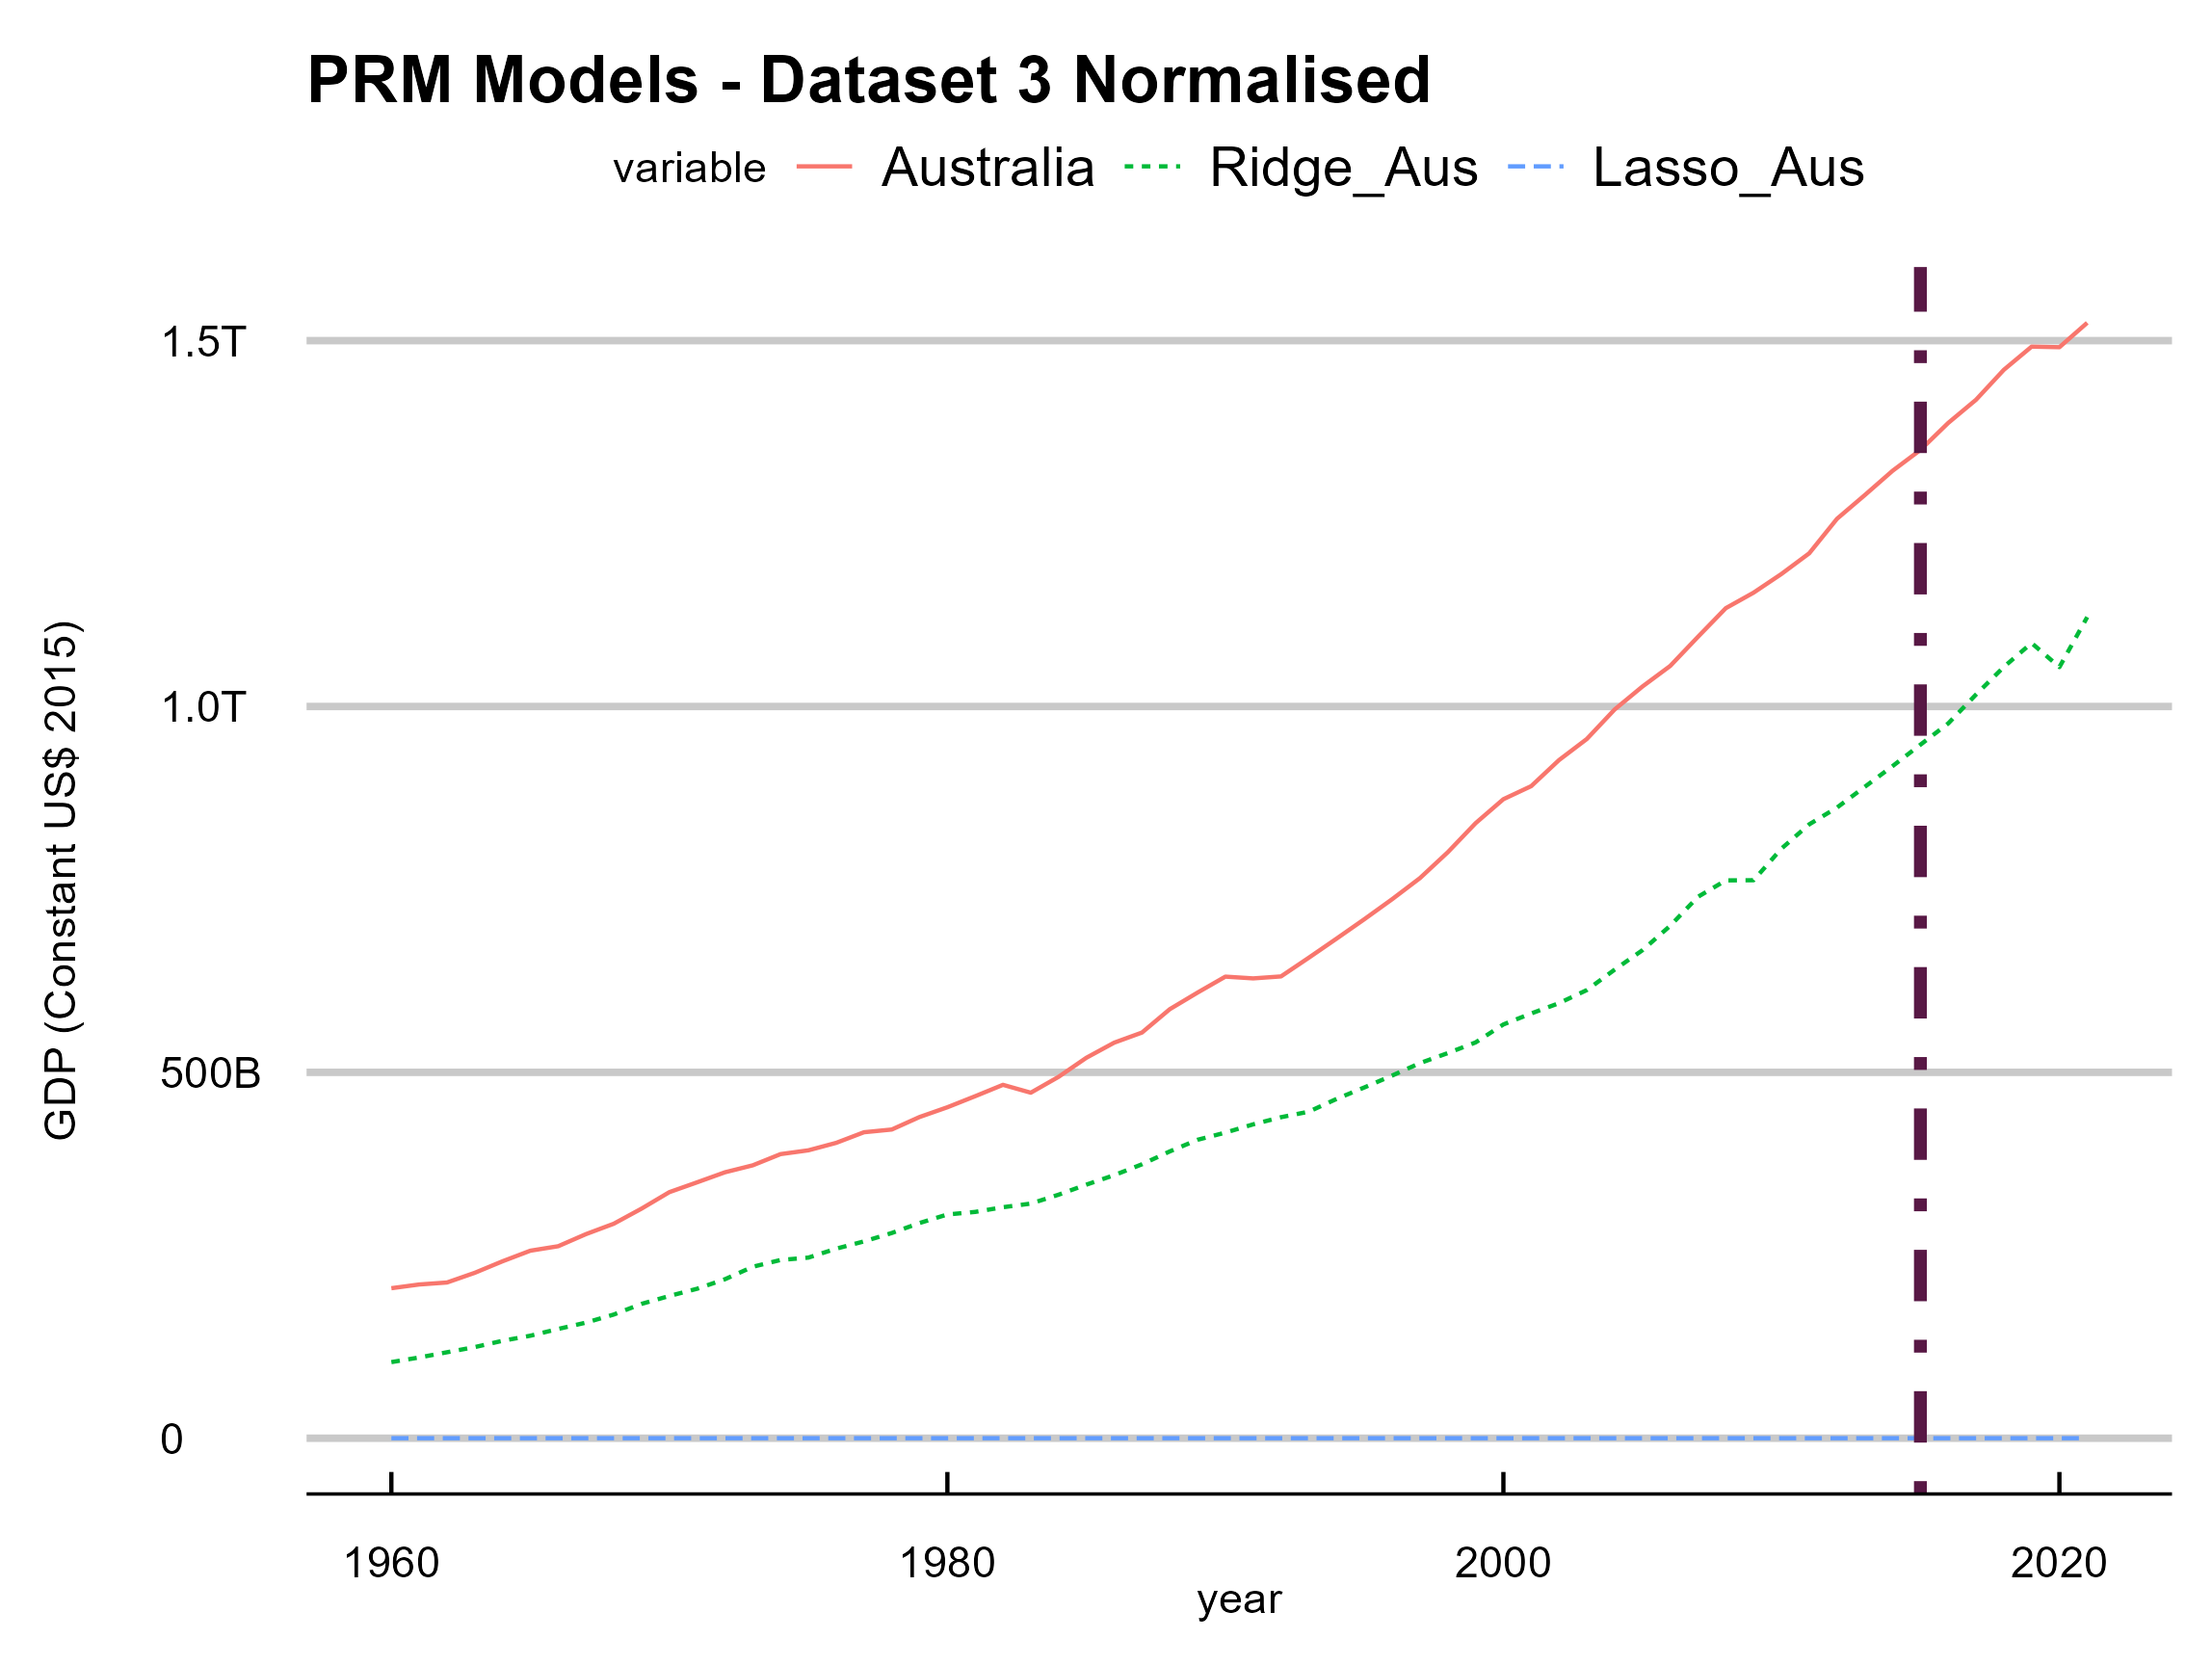 PRM Models - Dataset 3 Normalised
variable Australia Ridge_Aus Lasso_Aus
GDP (Constant US$ 2015)
1.5T
1.0T
500B
0
1960 1980 2000 2020
year